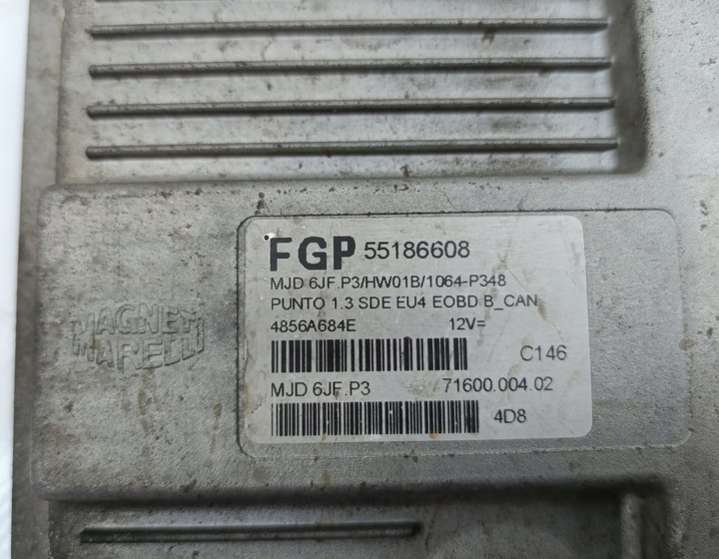 FGP 55186608
MJD 6JF.P3/HW01B/1064-P348
PUNTO 1.3 SDE EU4 EOBD B_CAN
4856A684E 12V=
C146
MJD 6JF.P3 71600.004.02
4D8
MAGNETI
MARELLI